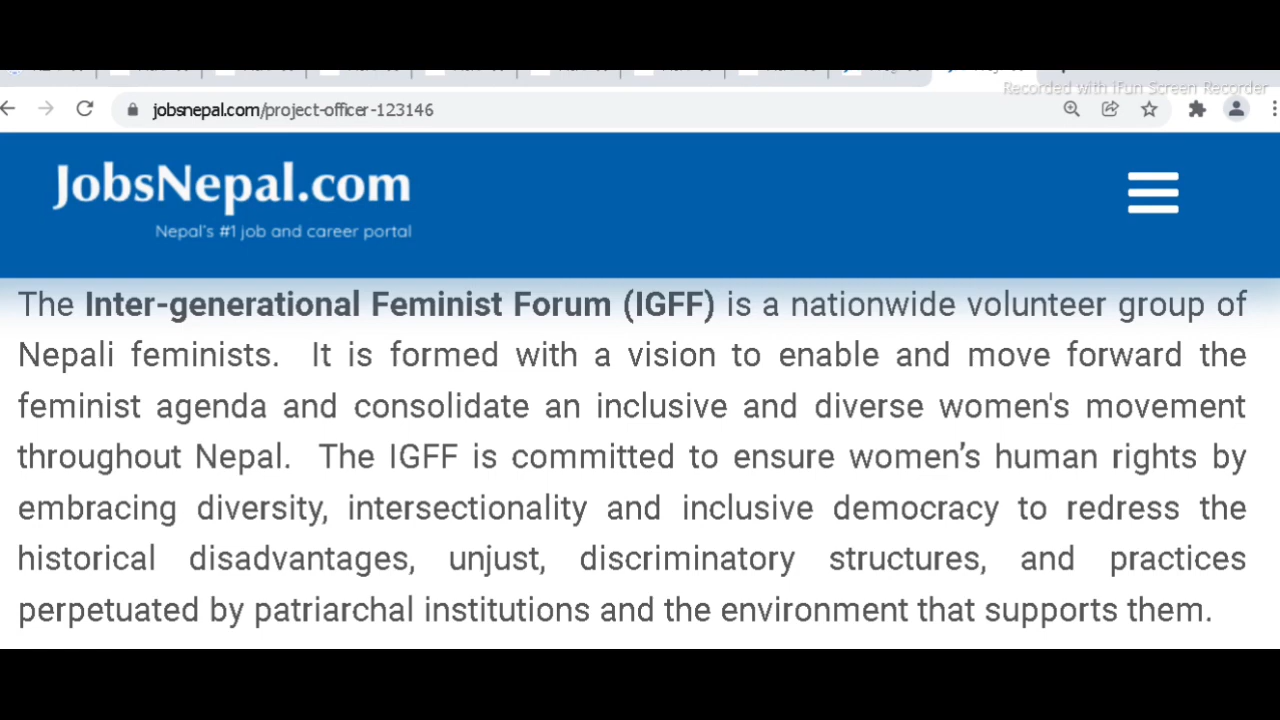 Recorded with iFun Screen Recorder
jobsnepal.com/project-officer-123146
JobsNepal.com
Nepal's #1 job and career portal
The Inter-generational Feminist Forum (IGFF) is a nationwide volunteer group of
Nepali feminists. It is formed with a vision to enable and move forward the
feminist agenda and consolidate an inclusive and diverse women's movement
throughout Nepal. The IGFF is committed to ensure women’s human rights by
embracing diversity, intersectionality and inclusive democracy to redress the
historical disadvantages, unjust, discriminatory structures, and practices
perpetuated by patriarchal institutions and the environment that supports them.